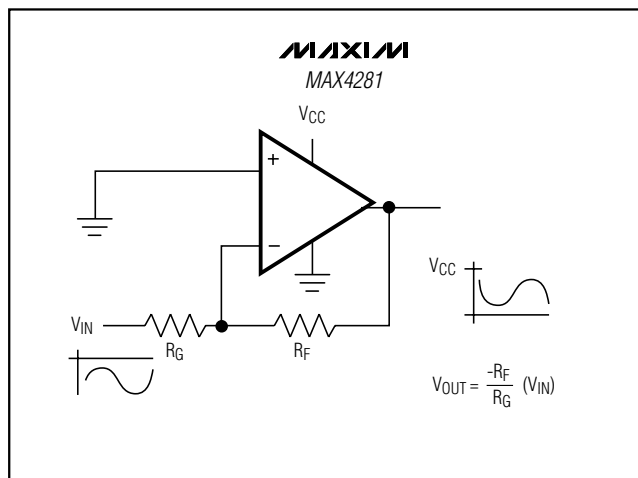 MAXIM
MAX4281
VCC
+
−
VIN
RG
RF
VCC
VOUT = -RF/RG (VIN)